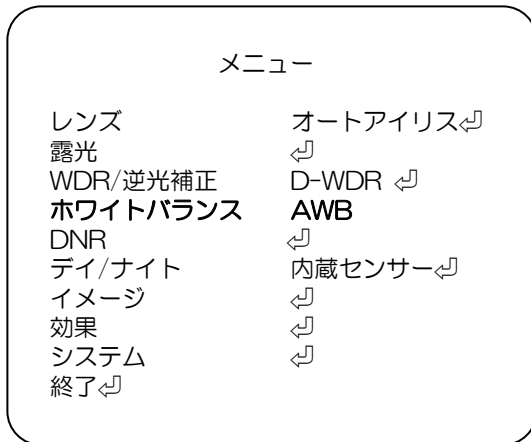 メニュー
レンズ オートアイリス⏎
露光 ⏎
WDR/逆光補正 D-WDR ⏎
ホワイトバランス AWB
DNR ⏎
デイ/ナイト 内蔵センサー⏎
イメージ ⏎
効果 ⏎
システム ⏎
終了⏎